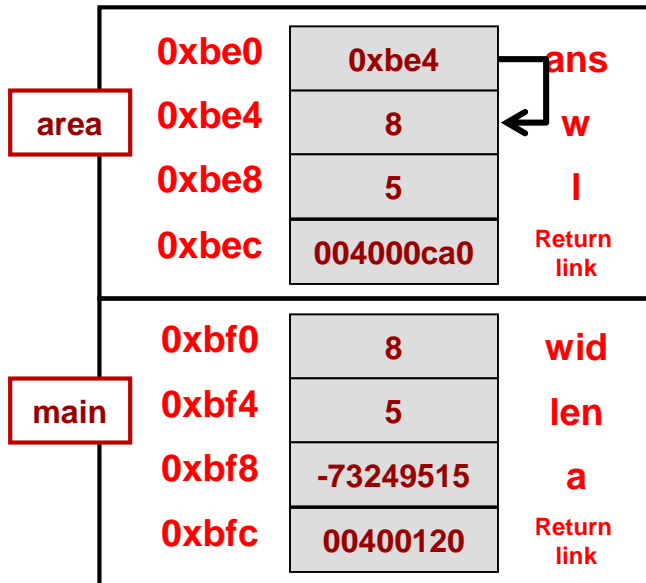 0xbe0 0xbe4 ans
area 0xbe4 8 w
0xbe8 5 l
0xbec 004000ca0 Return
link
0xbf0 8 wid
main 0xbf4 5 len
0xbf8 -73249515 a
0xbfc 00400120 Return
link